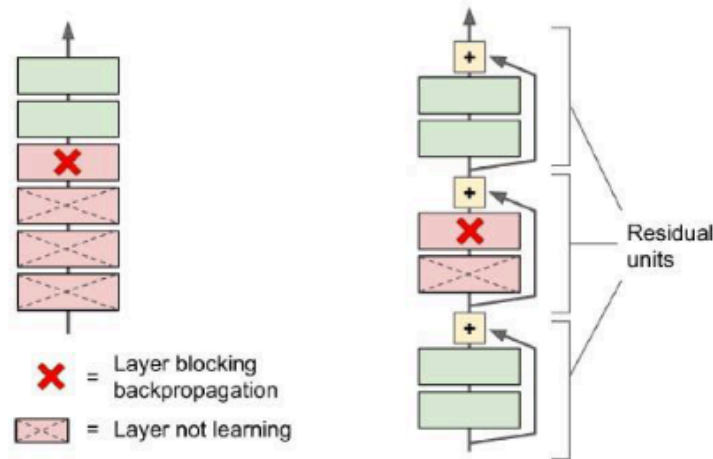 +
+
Residual
units
+
= Layer blocking
backpropagation
= Layer not learning